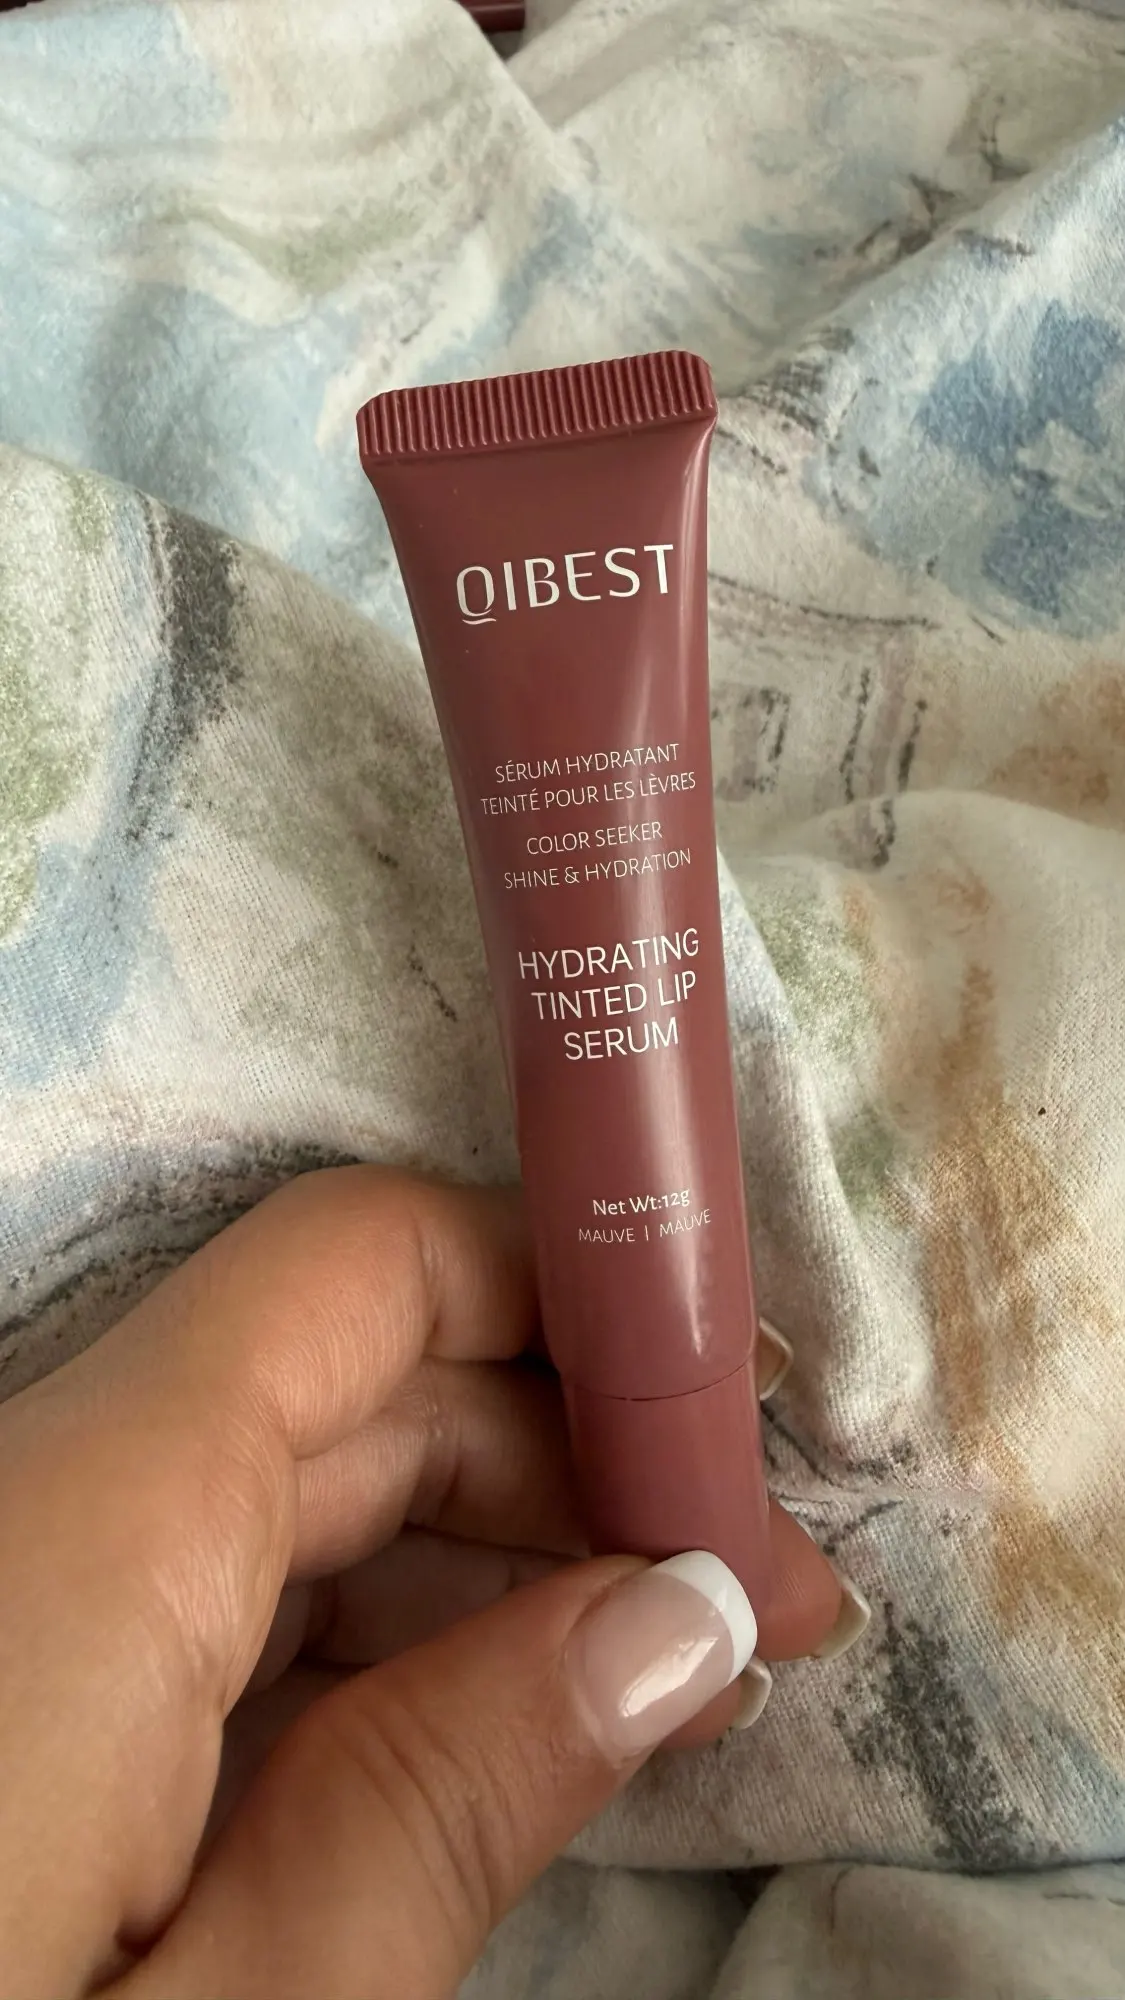 QIBEST
SÉRUM HYDRATANT
TEINTÉ POUR LES LÈVRES
COLOR SEEKER
SHINE & HYDRATION
HYDRATING
TINTED LIP
SERUM
Net Wt:12g
MAUVE | MAUVE